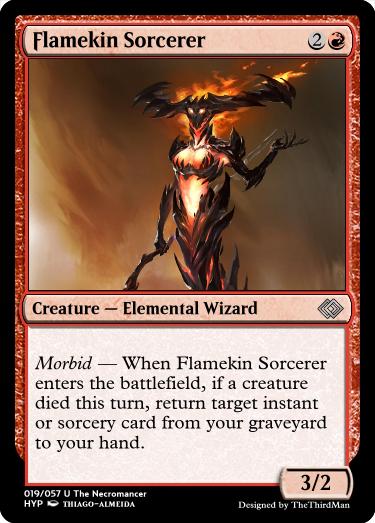 Flamekin Sorcerer 2
Creature — Elemental Wizard
Morbid — When Flamekin Sorcerer
enters the battlefield, if a creature
died this turn, return target instant
or sorcery card from your graveyard
to your hand.
3/2
019/057 U The Necromancer
HYP THIAGO-ALMEIDA
Designed by TheThirdMan